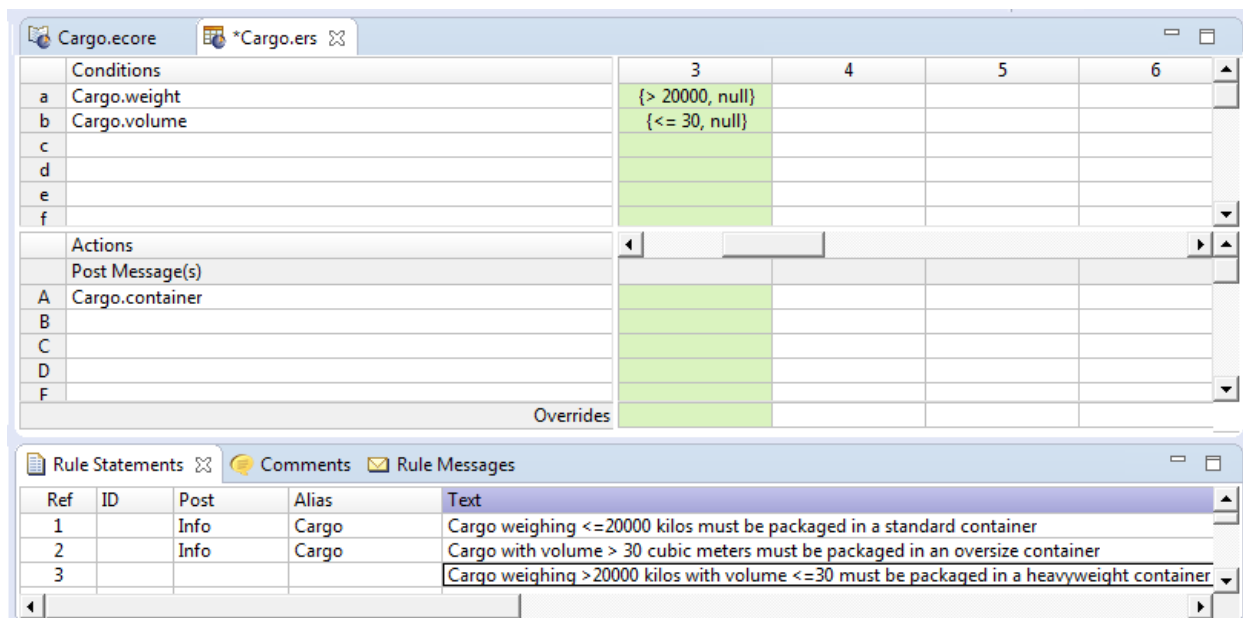 Cargo.ecore *Cargo.ers
Conditions 3 4 5 6
a Cargo.weight {> 20000, null}
b Cargo.volume {<= 30, null}
c
d
e
f
Actions
Post Message(s)
A Cargo.container
B
C
D
Overrides
Rule Statements Comments Rule Messages
Ref ID Post Alias Text
1 Info Cargo Cargo weighing <=20000 kilos must be packaged in a standard container
2 Info Cargo Cargo with volume > 30 cubic meters must be packaged in an oversize container
3 Cargo weighing >20000 kilos with volume <=30 must be packaged in a heavyweight container